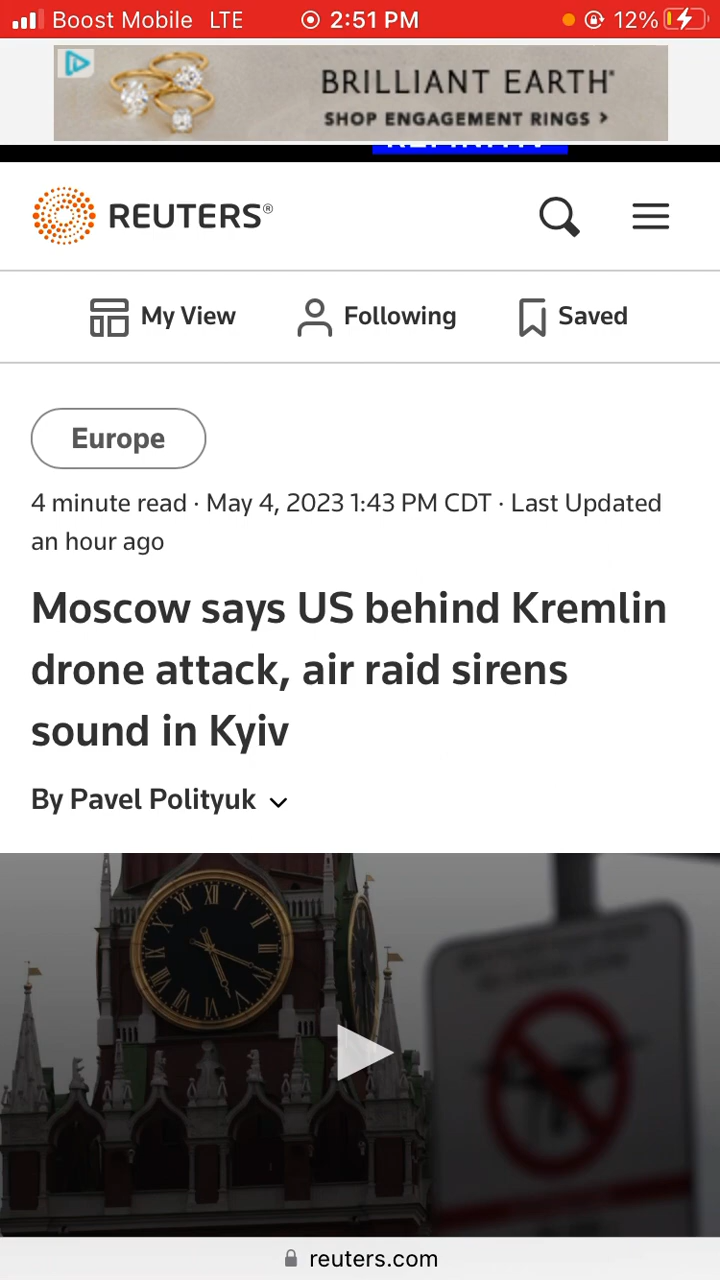 Boost Mobile LTE 2:51 PM 12%
BRILLIANT EARTH®
SHOP ENGAGEMENT RINGS >
REUTERS®
My View Following Saved
Europe
4 minute read · May 4, 2023 1:43 PM CDT · Last Updated
an hour ago
Moscow says US behind Kremlin
drone attack, air raid sirens
sound in Kyiv
By Pavel Polityuk
reuters.com